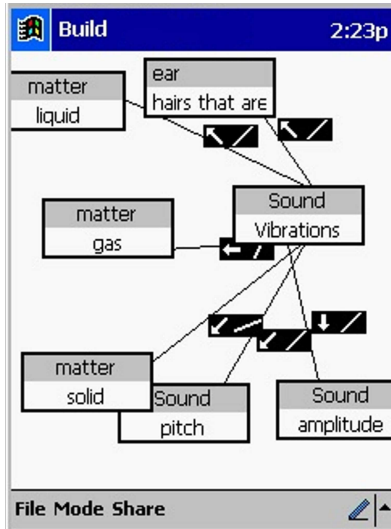 Build 2:23p
matter
liquid
ear
hairs that are
Sound
Vibrations
matter
gas
matter
solid
Sound
pitch
Sound
amplitude
File Mode Share